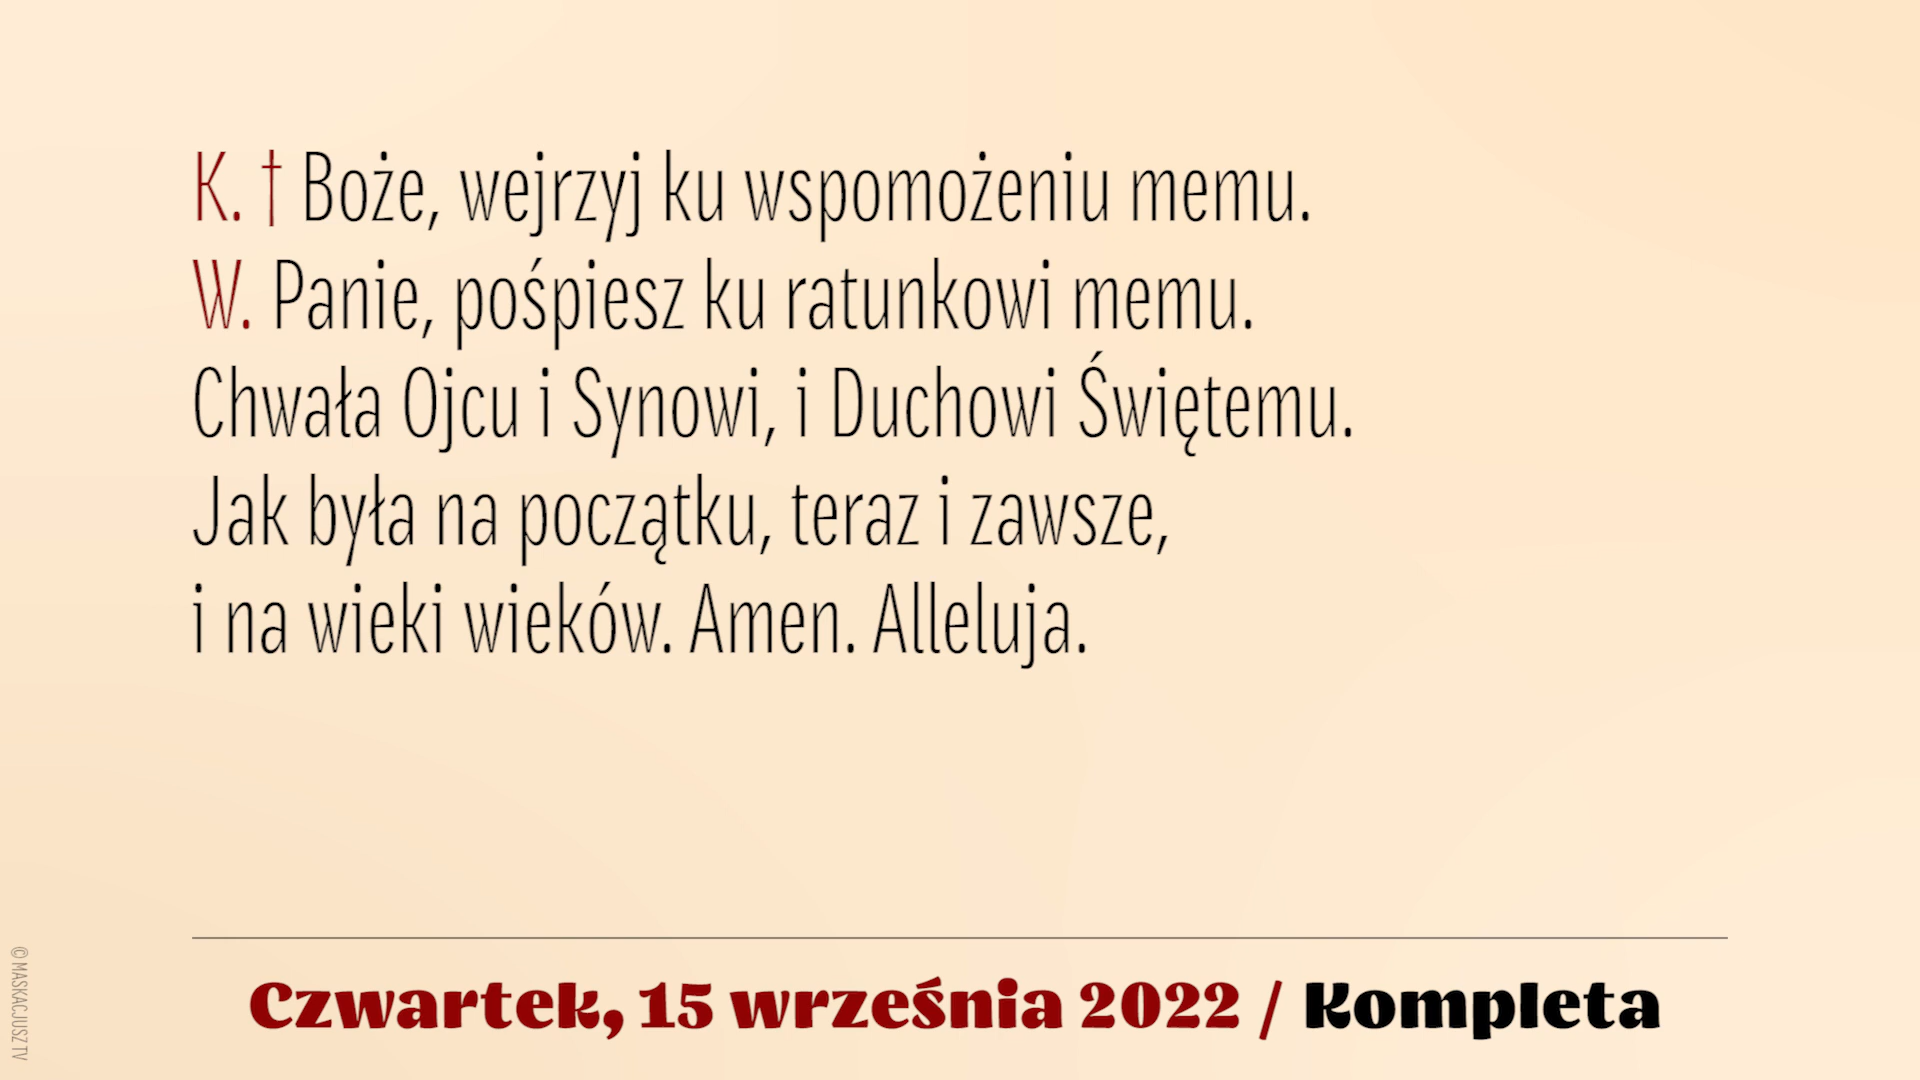 K. † Boże, wejrzyj ku wspomożeniu memu.
W. Panie, pośpiesz ku ratunkowi memu.
Chwała Ojcu i Synowi, i Duchowi Świętemu.
Jak była na początku, teraz i zawsze,
i na wieki wieków. Amen. Alleluja.
Czwartek, 15 września 2022 / Kompleta
© MASKACJUSZ TV